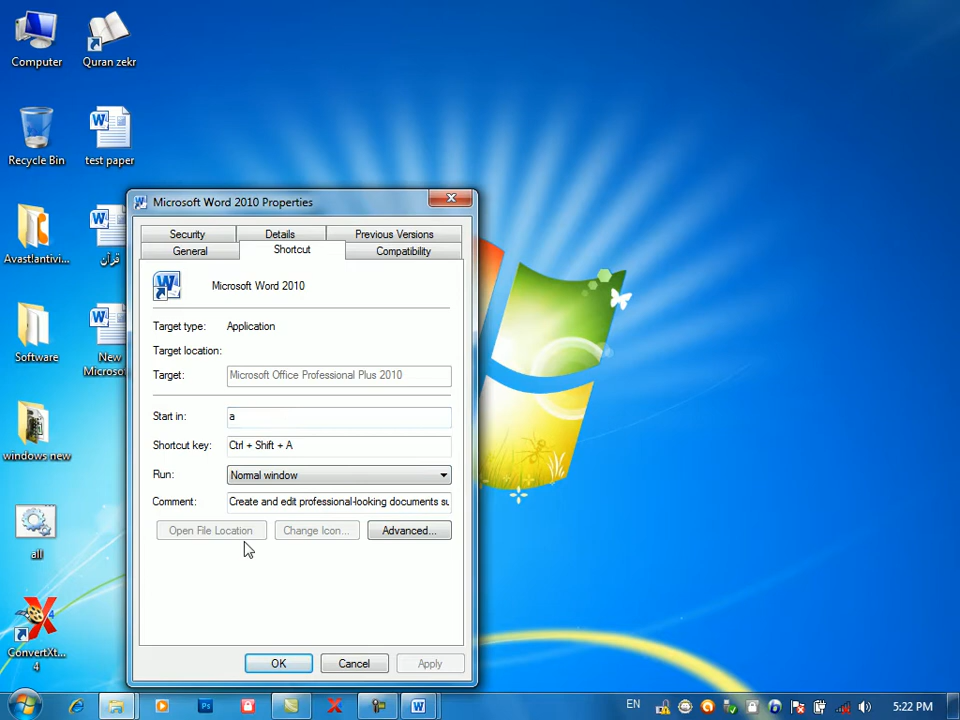 Computer
Quran zekr
Recycle Bin
test paper
Avast!antivi...
قرآن
Software
New
windows new
all
ConvertXt...
4
Microsoft Word 2010 Properties
Security
Details
Previous Versions
General
Shortcut
Compatibility
Microsoft Word 2010
Target type:
Application
Target location:
Target:
Microsoft Office Professional Plus 2010
Start in:
a
Shortcut key:
Ctrl + Shift + A
Run:
Normal window
Comment:
Create and edit professional-looking documents
Open File Location
Change Icon...
Advanced...
OK
Cancel
Apply
EN
5:22 PM